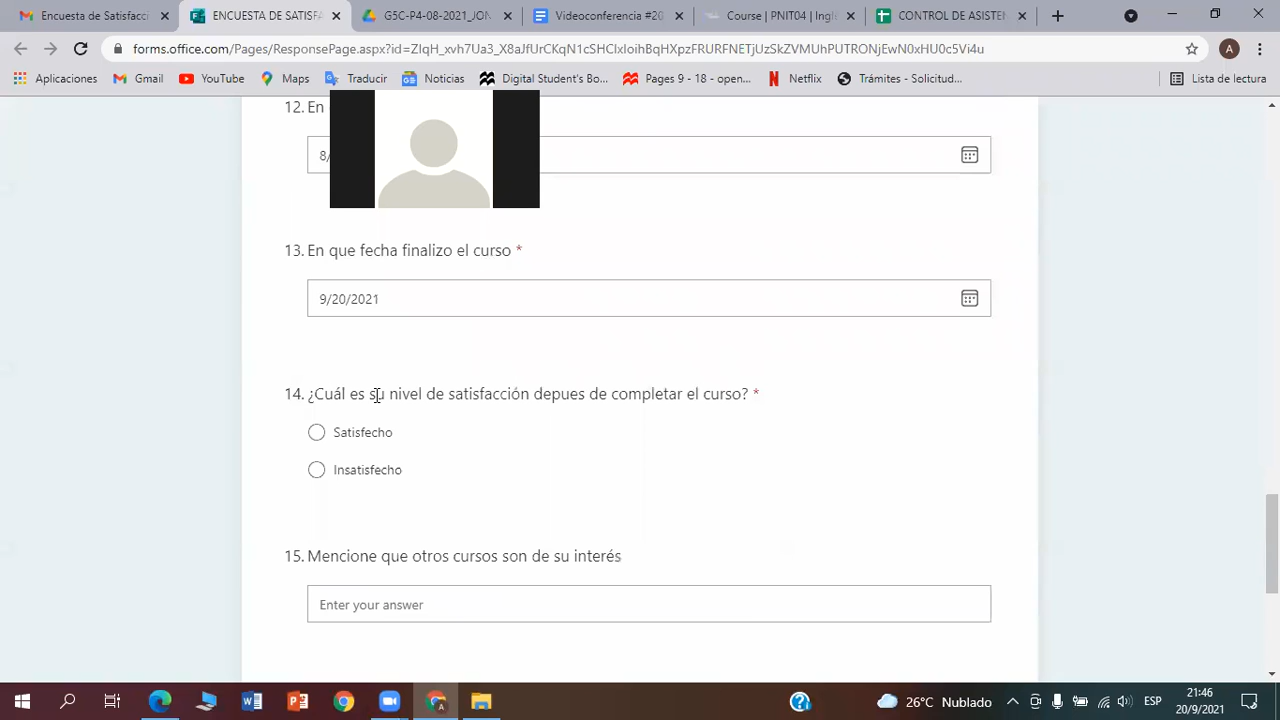 Encuesta de Satisfacci
ENCUESTA DE SATISFA
G5C-P4-08-2021_JON
Videoconferencia #20
Course | PNIT04 | Ingl
CONTROL DE ASISTEN
forms.office.com/Pages/ResponsePage.aspx?id=ZIqH_xvh7Ua3_X8aJfUrCKqN1cSHClxIoihBqHXpzFRURFNETjUzSkZVMUhPUTRONjEwN0xHU0c5Vi4u
A
Aplicaciones
Gmail
YouTube
Maps
Traducir
Noticias
Digital Student's Bo...
Pages 9 - 18 - open...
Netflix
Trámites - Solicitud...
Lista de lectura
12. En
8/
13. En que fecha finalizo el curso *
9/20/2021
14. ¿Cuál es su nivel de satisfacción depues de completar el curso? *
Satisfecho
Insatisfecho
15. Mencione que otros cursos son de su interés
Enter your answer
26°C Nublado
ESP
21:46
20/9/2021